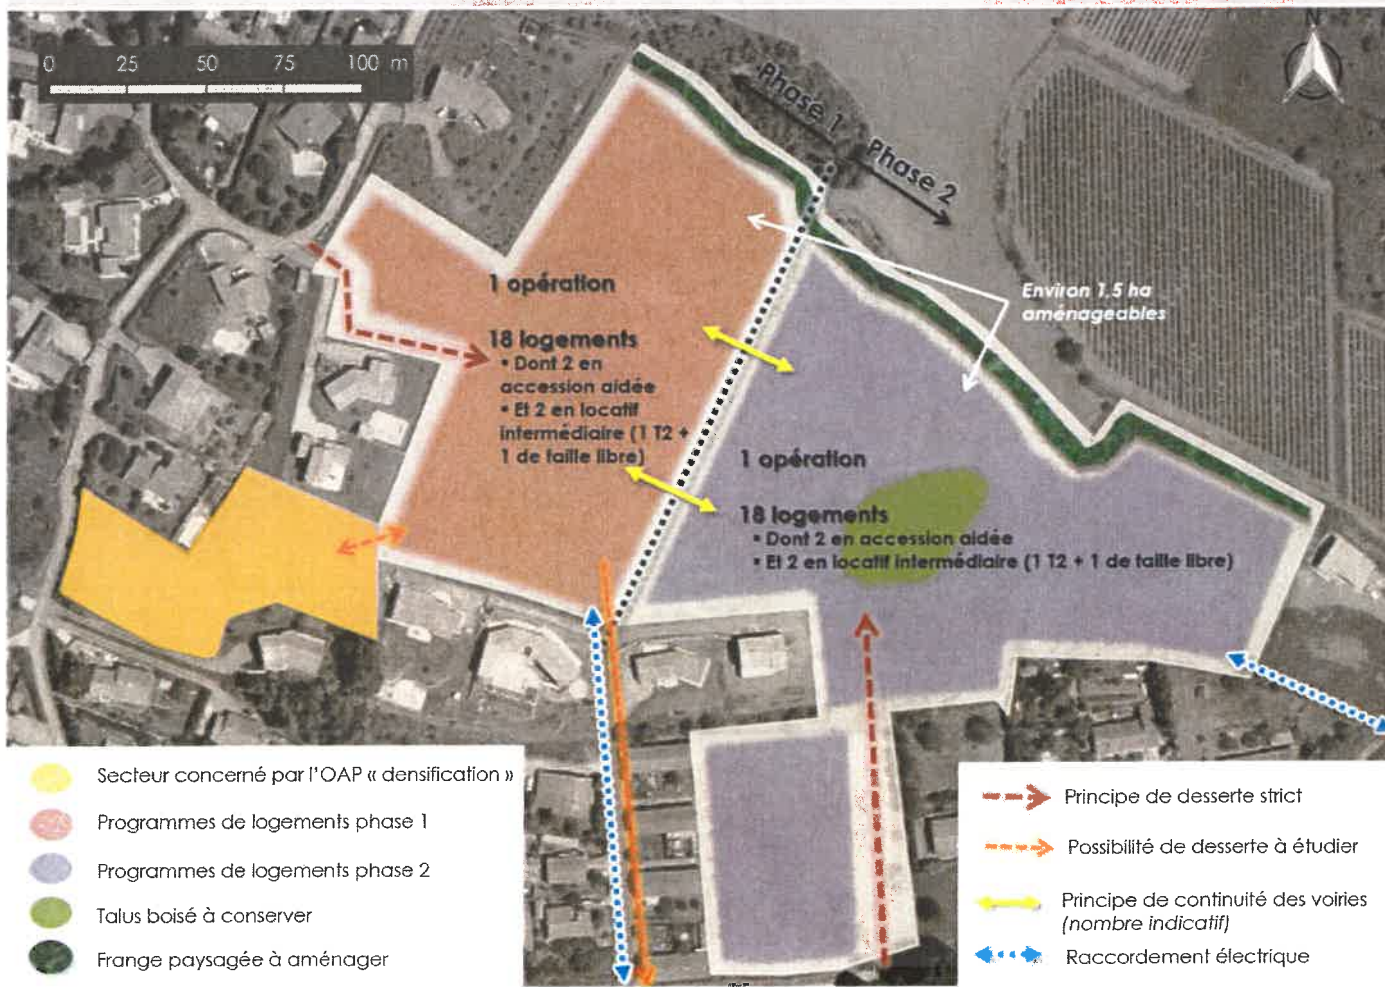 0 25 50 75 100 m
N
Phase 1
Phase 2
Environ 1,5 ha
aménageables
1 opération
18 logements
• Dont 2 en
accession aidée
• Et 2 en locatif
intermédiaire (1 T2 +
1 de taille libre)
1 opération
18 logements
• Dont 2 en accession aidée
• Et 2 en locatif intermédiaire (1 T2 + 1 de taille libre)
Secteur concerné par l'OAP « densification »
Programmes de logements phase 1
Programmes de logements phase 2
Talus boisé à conserver
Frange paysagée à aménager
Principe de desserte strict
Possibilité de desserte à étudier
Principe de continuité des voiries
(nombre indicatif)
Raccordement électrique